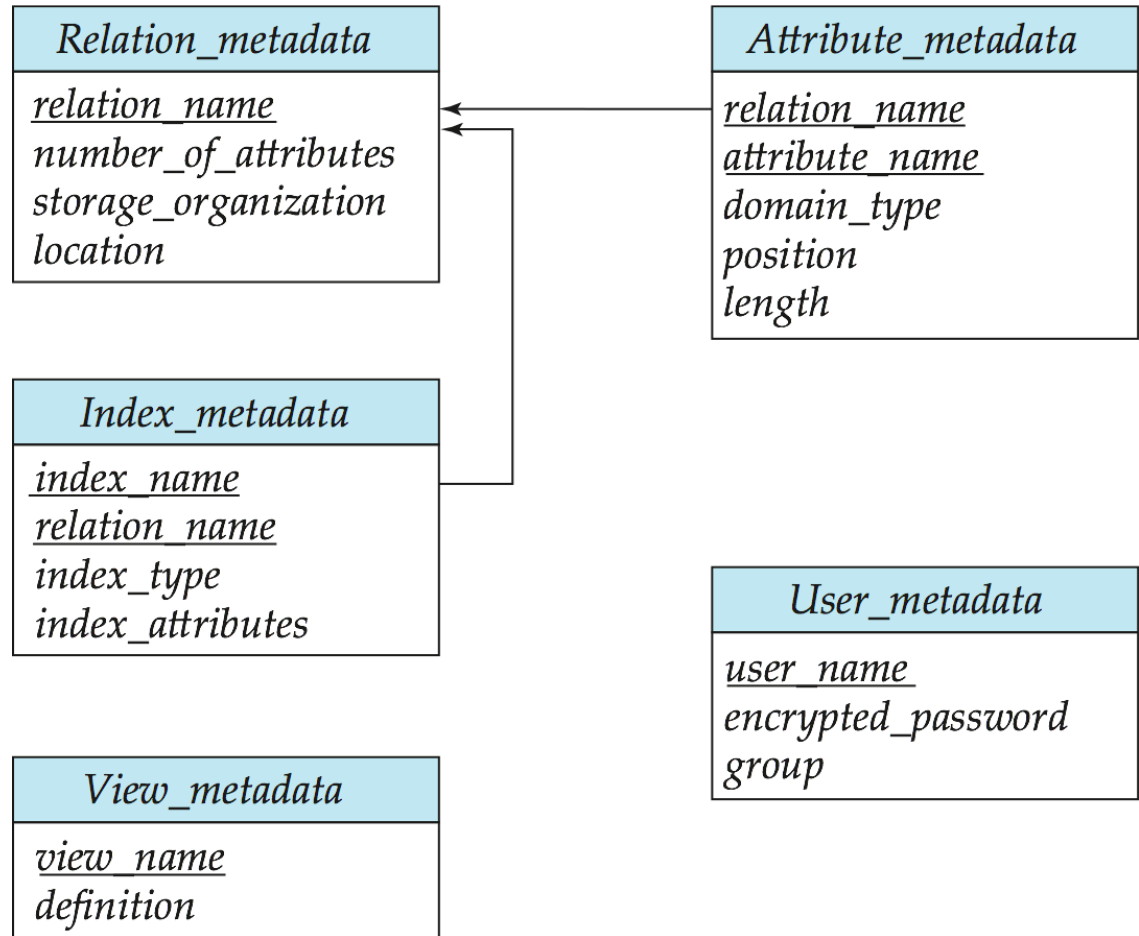 Relation_metadata
relation_name
number_of_attributes
storage_organization
location
Attribute_metadata
relation_name
attribute_name
domain_type
position
length
Index_metadata
index_name
relation_name
index_type
index_attributes
User_metadata
user_name
encrypted_password
group
View_metadata
view_name
definition